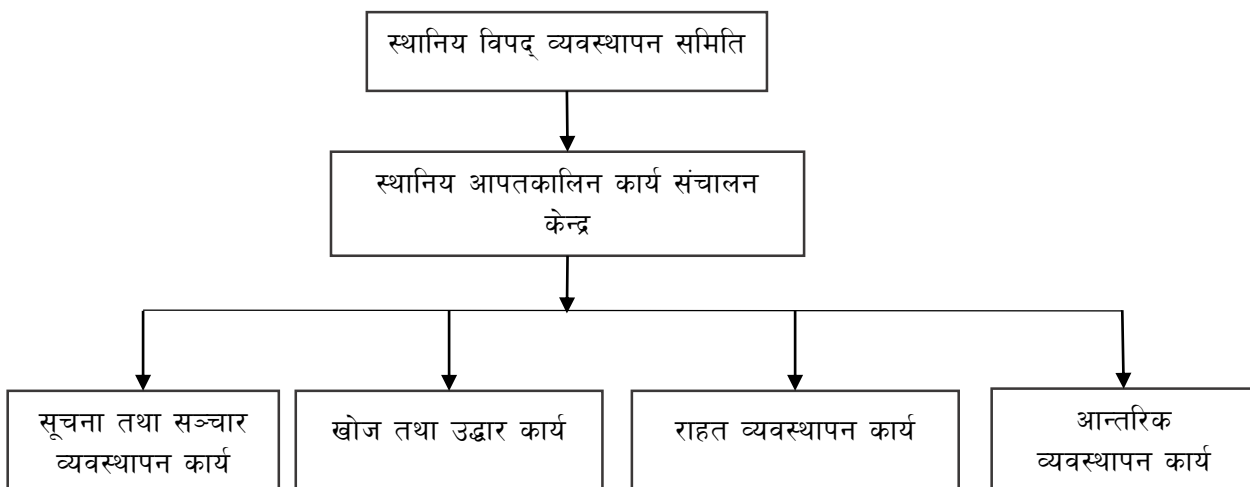 स्थानिय विपद् व्यवस्थापन समिति
स्थानिय आपतकालिन कार्य संचालन
केन्द्र
सूचना तथा सञ्चार
व्यवस्थापन कार्य
खोज तथा उद्धार कार्य
राहत व्यवस्थापन कार्य
आन्तरिक
व्यवस्थापन कार्य